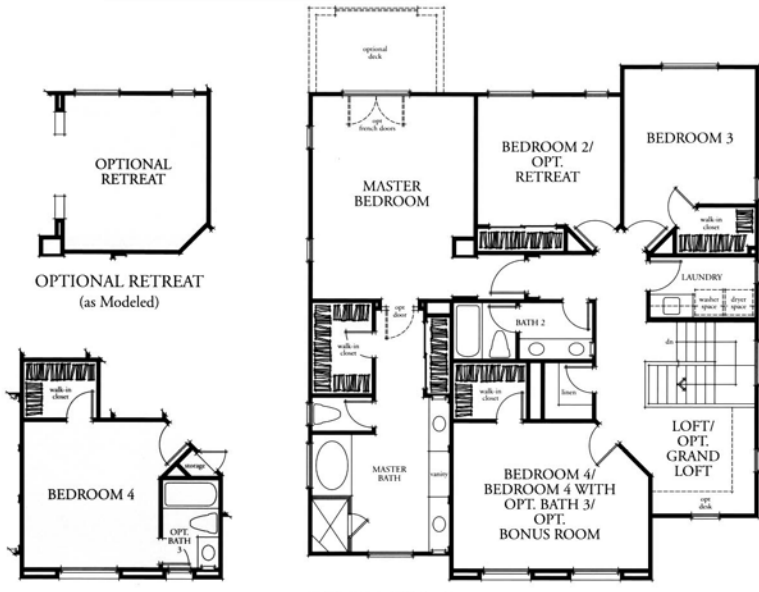 optional
deck
opt
french doors
OPTIONAL
RETREAT
MASTER
BEDROOM
BEDROOM 2/
OPT.
RETREAT
BEDROOM 3
walk-in
closet
OPTIONAL RETREAT
(as Modeled)
LAUNDRY
washer
space
dryer
space
opt
door
BATH 2
walk-in
closet
dn.
walk-in
closet
walk-in
closet
linen
LOFT/
OPT.
GRAND
LOFT
storage
BEDROOM 4
MASTER
BATH
vanity
BEDROOM 4/
BEDROOM 4 WITH
OPT. BATH 3/
OPT.
BONUS ROOM
opt
desk
OPT.
BATH
3